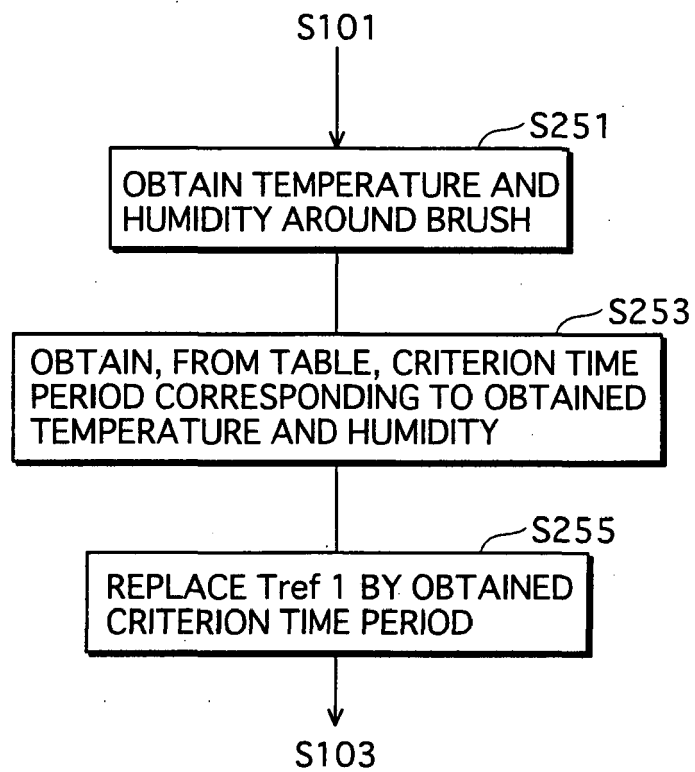 S101
S251
OBTAIN TEMPERATURE AND
HUMIDITY AROUND BRUSH
S253
OBTAIN, FROM TABLE, CRITERION TIME
PERIOD CORRESPONDING TO OBTAINED
TEMPERATURE AND HUMIDITY
S255
REPLACE Tref 1 BY OBTAINED
CRITERION TIME PERIOD
S103